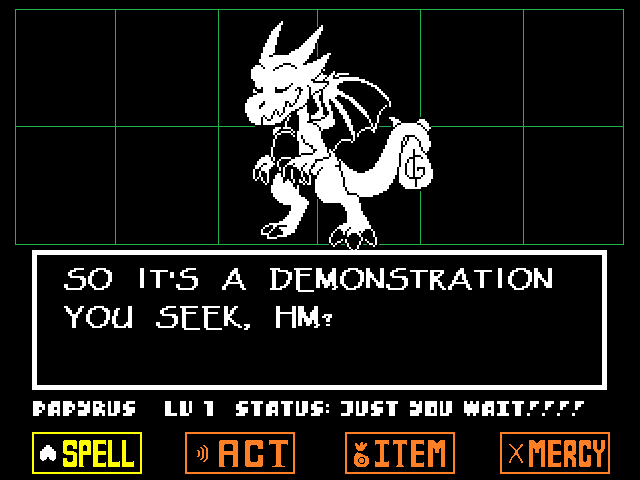 SO IT'S A DEMONSTRATION
YOU SEEK, HM?
PAPYRUS LV 1 STATUS: JUST YOU WAIT!!!!
SPELL ACT ITEM MERCY